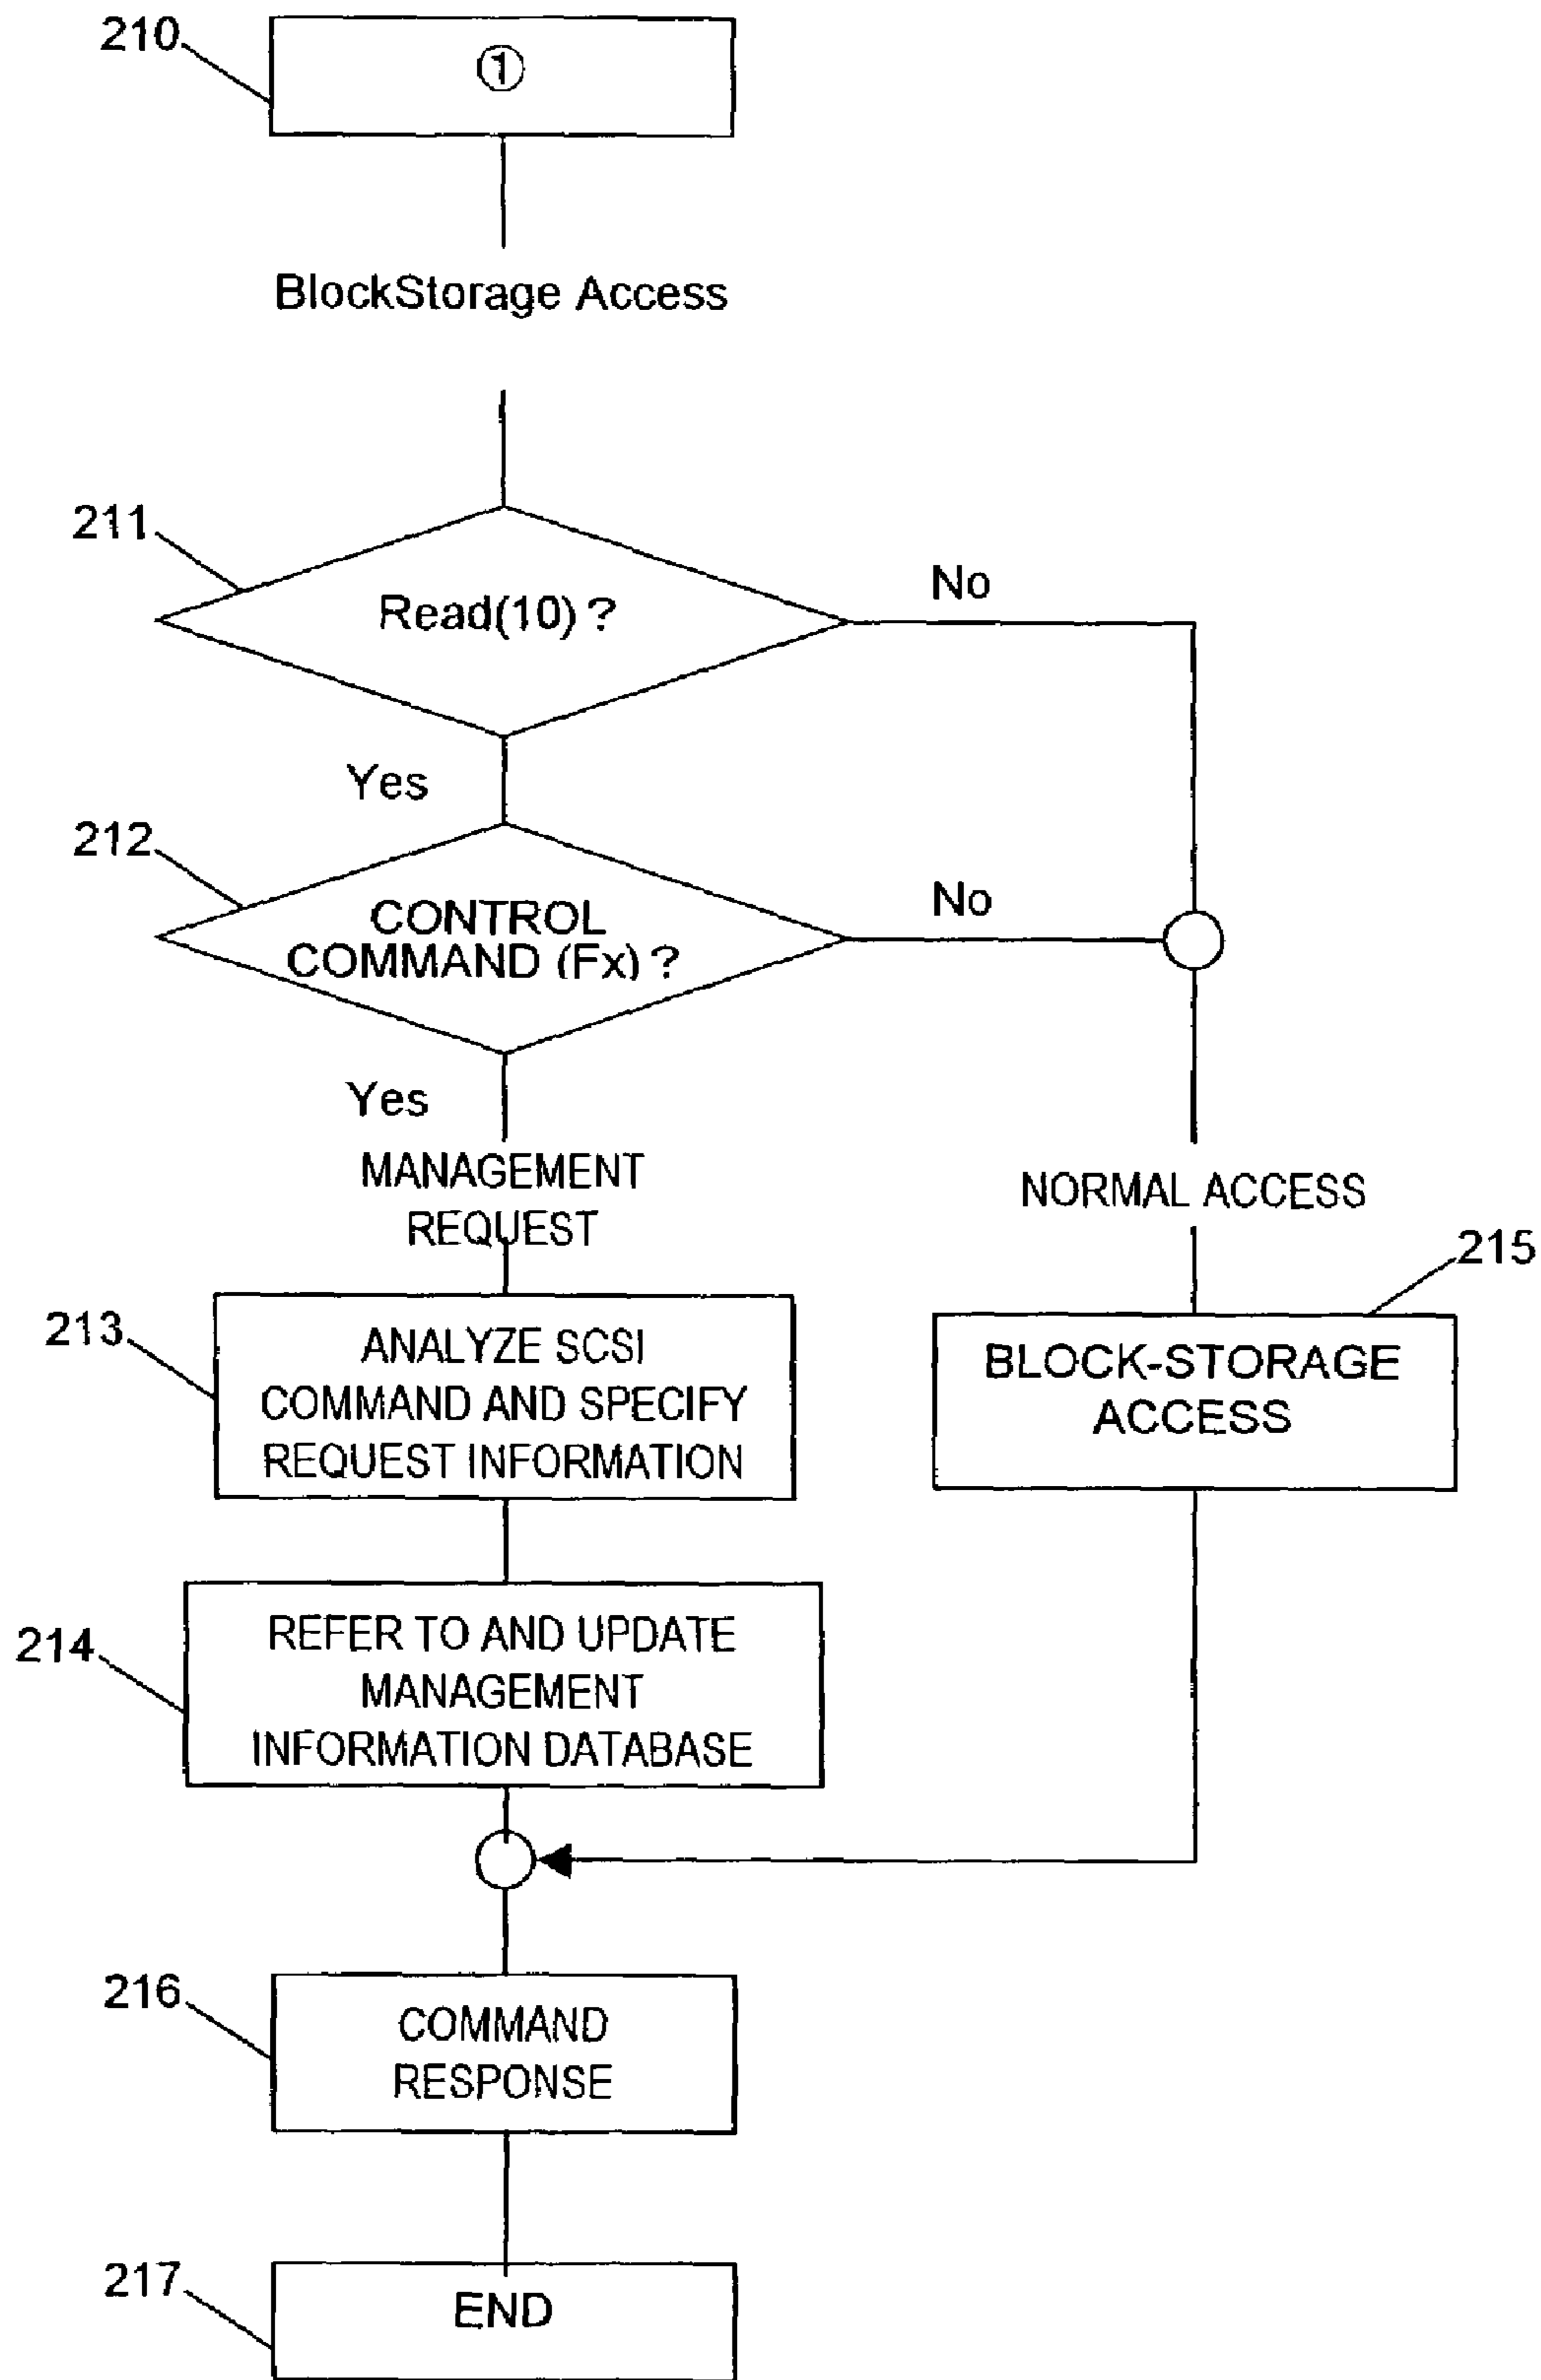 210
①
BlockStorage Access
211
Read(10) ?
No
Yes
212
CONTROL
COMMAND (Fx) ?
No
Yes
MANAGEMENT
REQUEST
NORMAL ACCESS
215
213
ANALYZE SCSI
COMMAND AND SPECIFY
REQUEST INFORMATION
BLOCK-STORAGE
ACCESS
214
REFER TO AND UPDATE
MANAGEMENT
INFORMATION DATABASE
216
COMMAND
RESPONSE
217
END